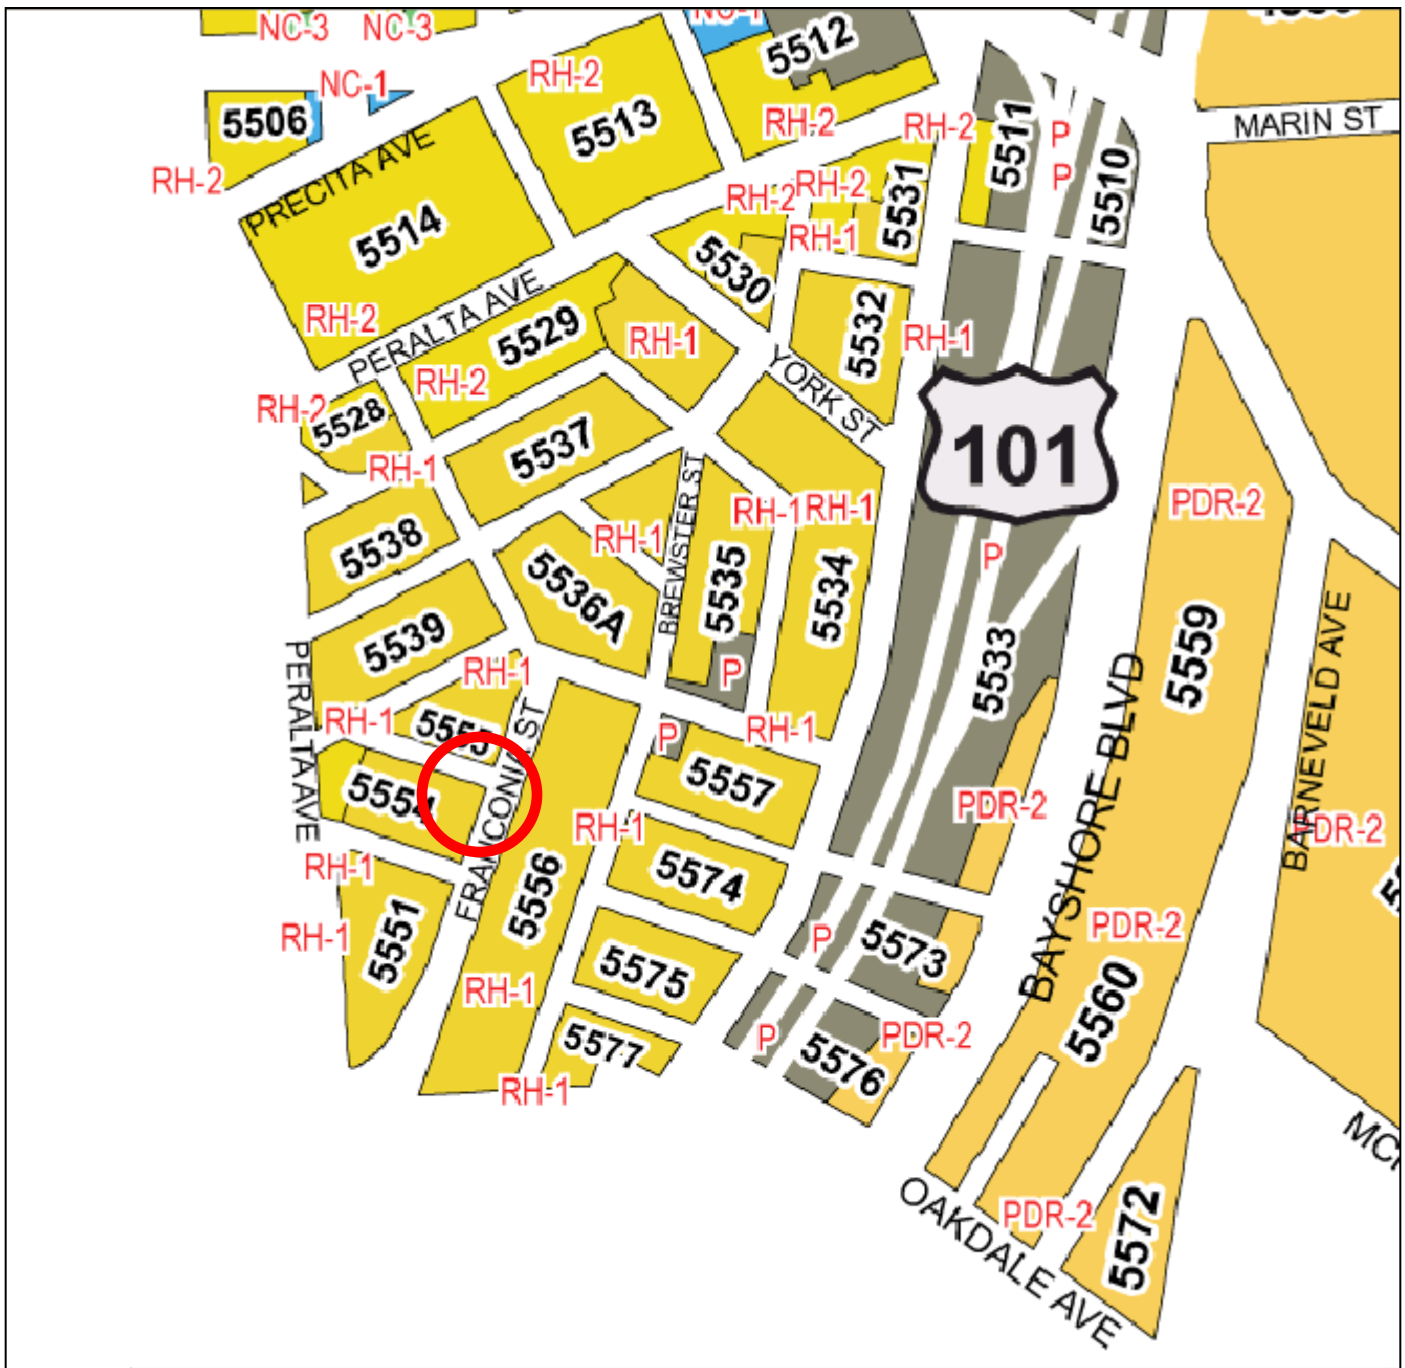 NC-3
NC-3
NC-1
5506
RH-2
PRECITA AVE
RH-2
5513
5512
RH-2
RH-2
5511
P
P
5510
MARIN ST
5514
RH-2
RH-2
RH-2
5531
RH-1
5530
PERALTA AVE
5529
RH-1
5532
RH-1
RH-2
RH-2
5528
YORK ST
101
RH-1
5537
BREWSTER ST
RH-1
RH-1
PDR-2
5538
RH-1
5536A
5535
5534
P
5533
5559
BARNEVELD AVE
5539
PERALTA AVE
RH-1
P
RH-1
RH-1
5555
FRANCONIA ST
P
5557
BAYSHORE BLVD
PDR-2
5554
RH-1
RH-1
5556
5574
RH-1
5551
P
5573
PDR-2
RH-1
5575
5560
5577
P
5576
PDR-2
RH-1
OAKDALE AVE
PDR-2
5572